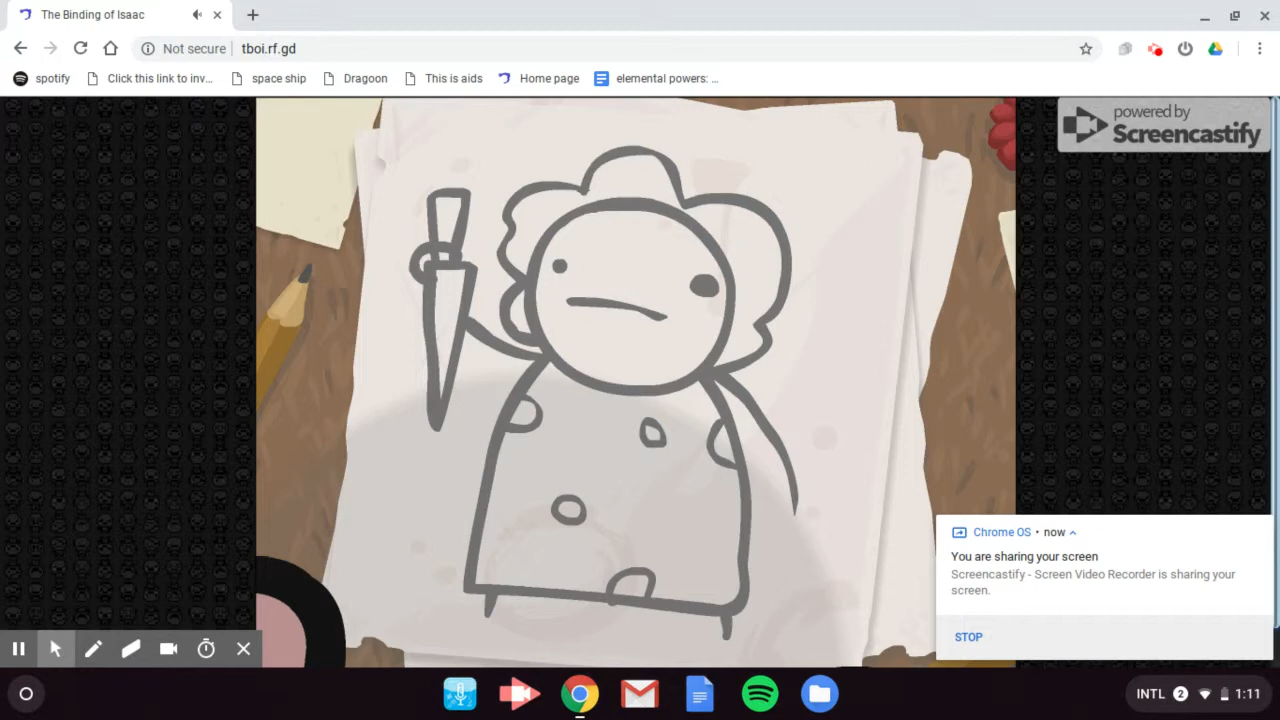 The Binding of Isaac
Not secure tboi.rf.gd
spotify Click this link to inv... space ship Dragoon This is aids Home page elemental powers: ...
powered by
Screencastify
Chrome OS • now
You are sharing your screen
Screencastify - Screen Video Recorder is sharing your
screen.
STOP
INTL 2 1:11